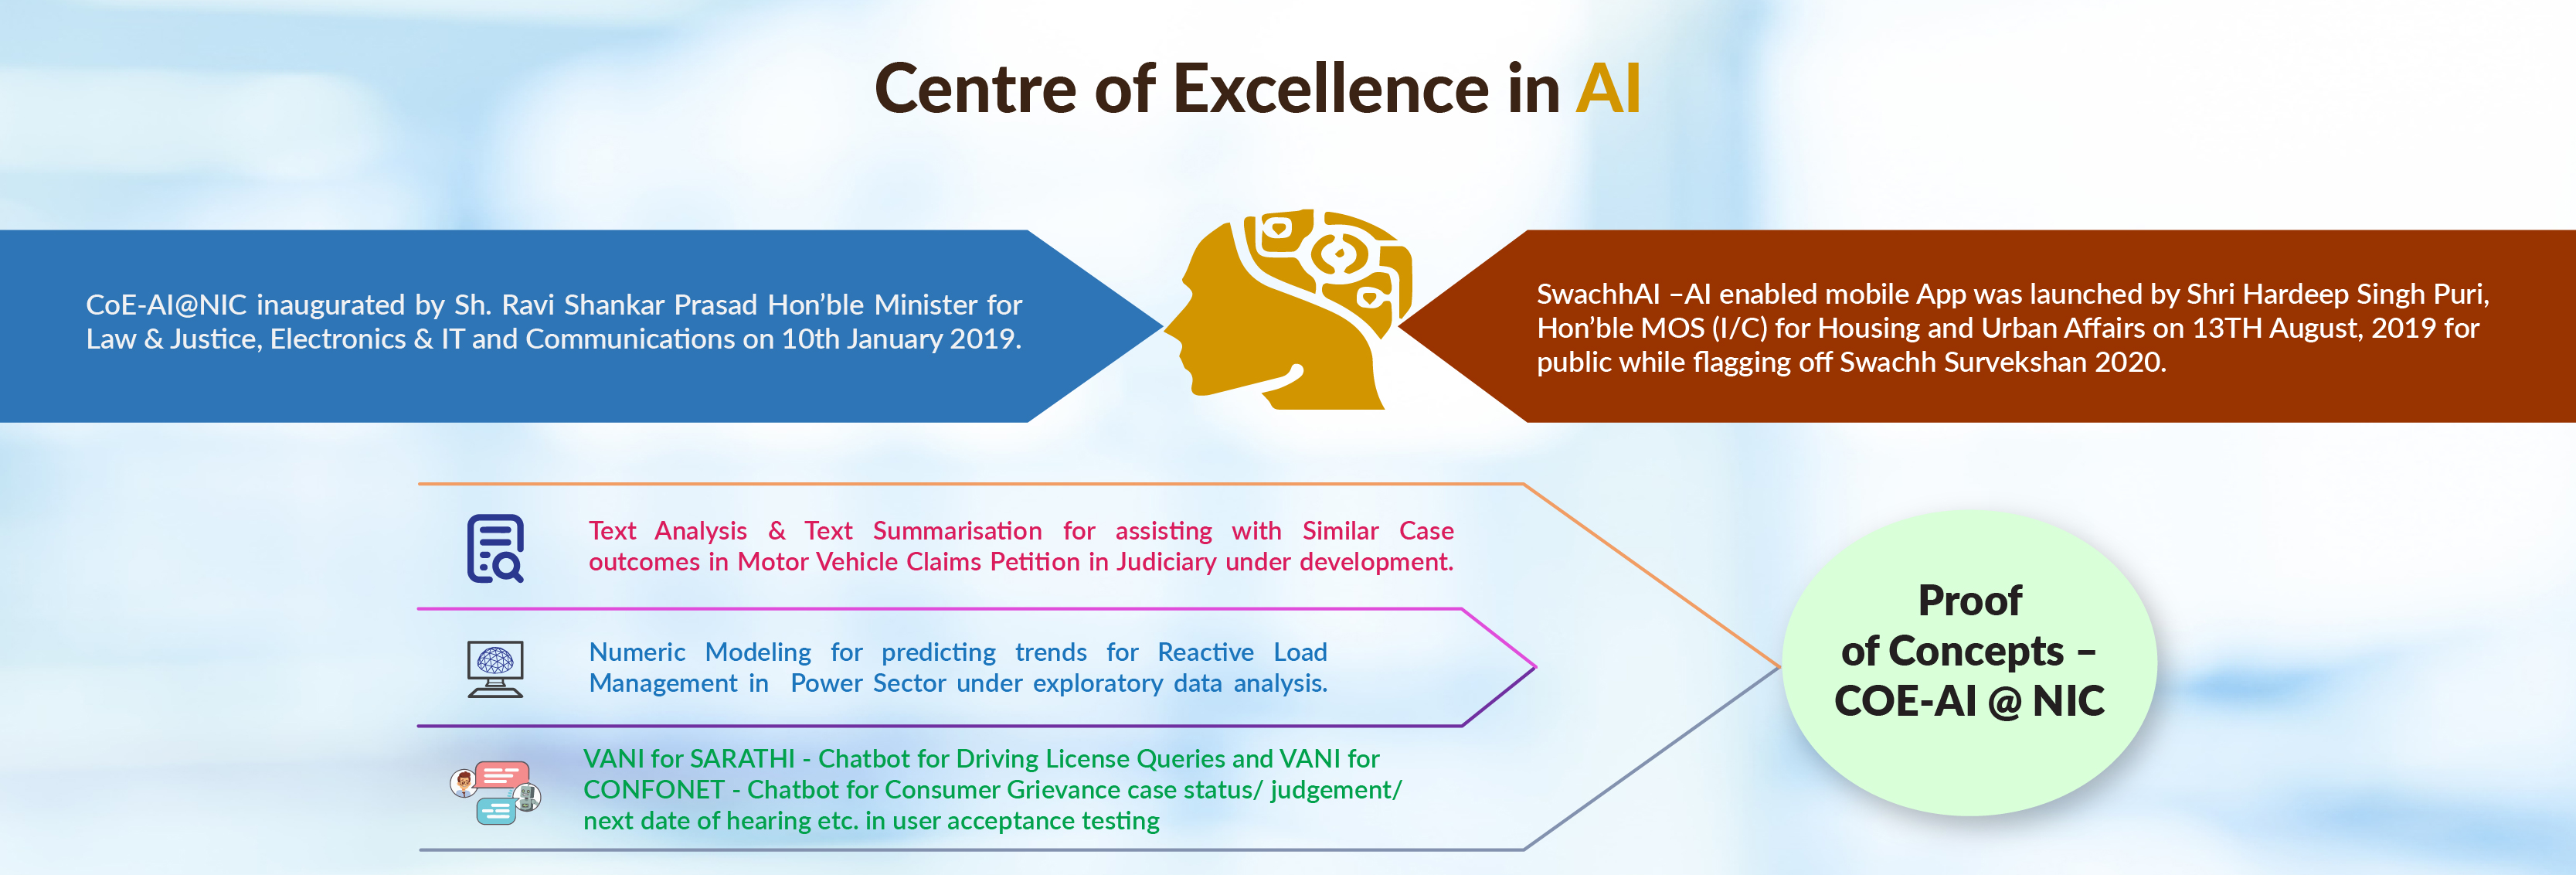 Centre of Excellence in AI
CoE-AI@NIC inaugurated by Sh. Ravi Shankar Prasad Hon’ble Minister for
Law & Justice, Electronics & IT and Communications on 10th January 2019.
SwachhAI –AI enabled mobile App was launched by Shri Hardeep Singh Puri,
Hon’ble MOS (I/C) for Housing and Urban Affairs on 13TH August, 2019 for
public while flagging off Swachh Survekshan 2020.
Text Analysis & Text Summarisation for assisting with Similar Case
outcomes in Motor Vehicle Claims Petition in Judiciary under development.
Numeric Modeling for predicting trends for Reactive Load
Management in Power Sector under exploratory data analysis.
VANI for SARATHI - Chatbot for Driving License Queries and VANI for
CONFONET - Chatbot for Consumer Grievance case status/ judgement/
next date of hearing etc. in user acceptance testing
Proof
of Concepts –
COE-AI @ NIC